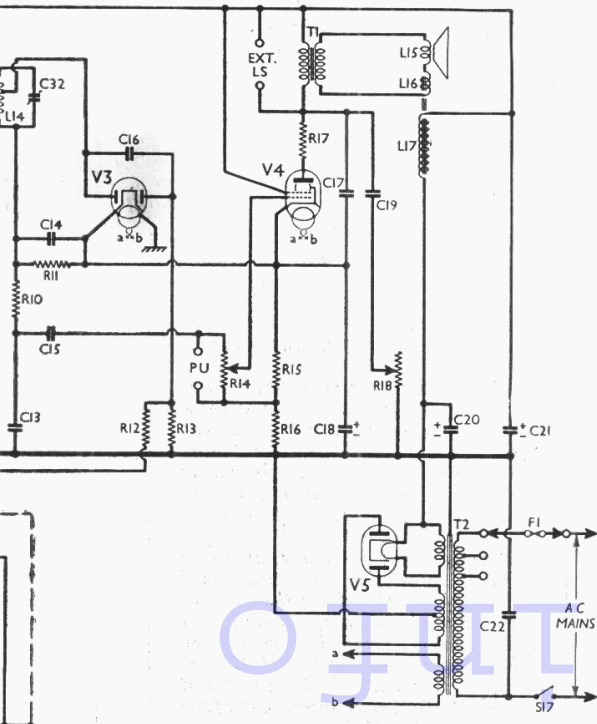 T1
EXT.
LS
L15
L16
C32
L14
R17
C16
L17
V3
V4
C17
C19
C14
a b
a b
R11
R10
C15
PU
R14
R15
R18
C13
R12
R13
R16
C18
+
−
+
−
C20
+
−
C21
T2
F1
V5
A.C
MAINS
C22
a
b
S17